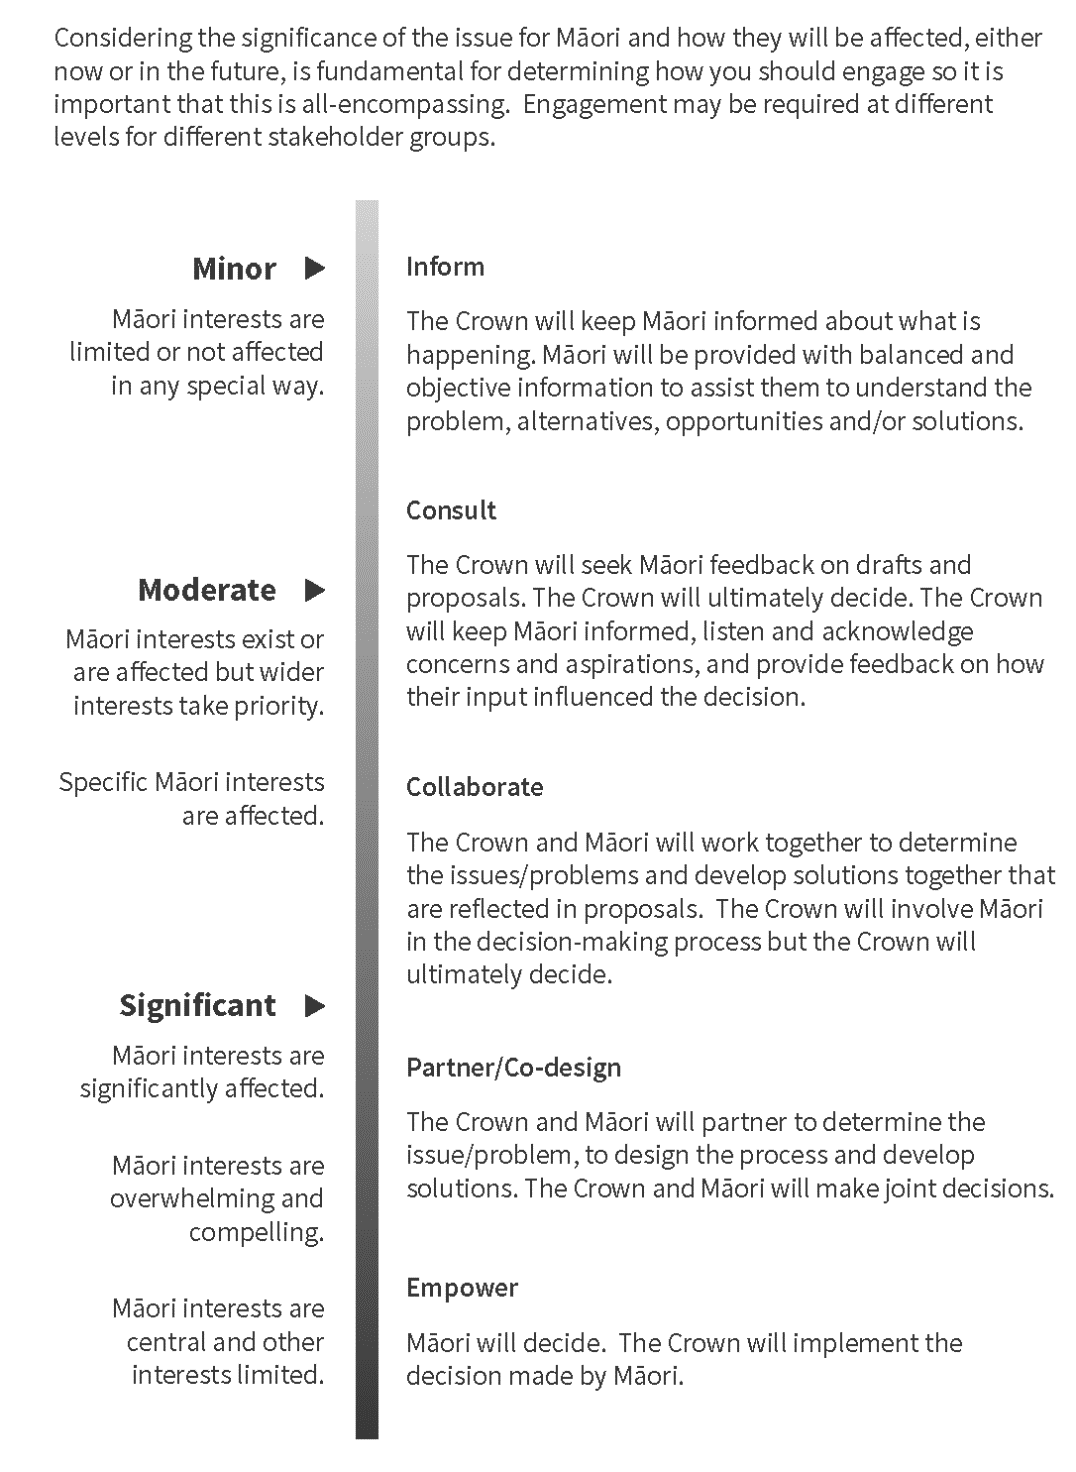 Considering the significance of the issue for Māori and how they will be affected, either
now or in the future, is fundamental for determining how you should engage so it is
important that this is all-encompassing.  Engagement may be required at different
levels for different stakeholder groups.
Minor ▶
Māori interests are
limited or not affected
in any special way.
Inform
The Crown will keep Māori informed about what is
happening. Māori will be provided with balanced and
objective information to assist them to understand the
problem, alternatives, opportunities and/or solutions.
Consult
The Crown will seek Māori feedback on drafts and
proposals. The Crown will ultimately decide. The Crown
will keep Māori informed, listen and acknowledge
concerns and aspirations, and provide feedback on how
their input influenced the decision.
Moderate ▶
Māori interests exist or
are affected but wider
interests take priority.
Specific Māori interests
are affected.
Collaborate
The Crown and Māori will work together to determine
the issues/problems and develop solutions together that
are reflected in proposals.  The Crown will involve Māori
in the decision-making process but the Crown will
ultimately decide.
Significant ▶
Māori interests are
significantly affected.
Māori interests are
overwhelming and
compelling.
Māori interests are
central and other
interests limited.
Partner/Co-design
The Crown and Māori will partner to determine the
issue/problem, to design the process and develop
solutions. The Crown and Māori will make joint decisions.
Empower
Māori will decide.  The Crown will implement the
decision made by Māori.